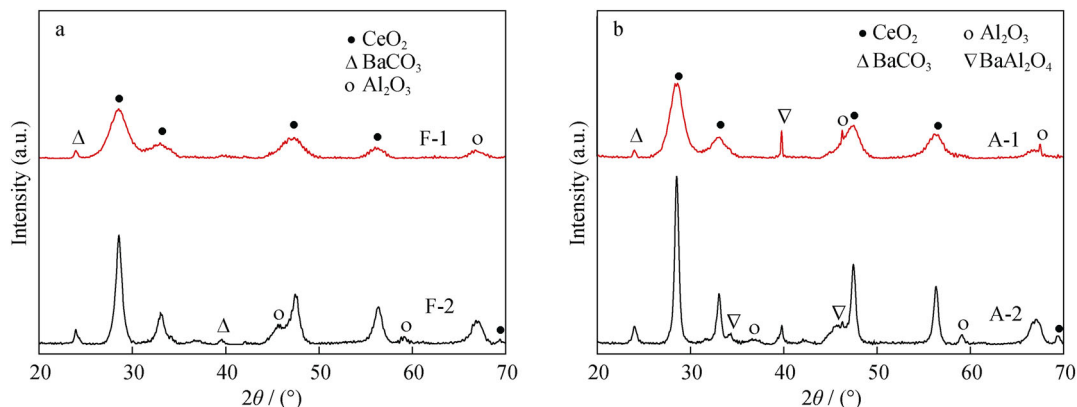 a
● CeO₂
Δ BaCO₃
o Al₂O₃
F-1
F-2
Intensity (a.u.)
20 30 40 50 60 70
2θ / (°)
b
● CeO₂ o Al₂O₃
Δ BaCO₃ ∇ BaAl₂O₄
A-1
A-2
Intensity (a.u.)
20 30 40 50 60 70
2θ / (°)